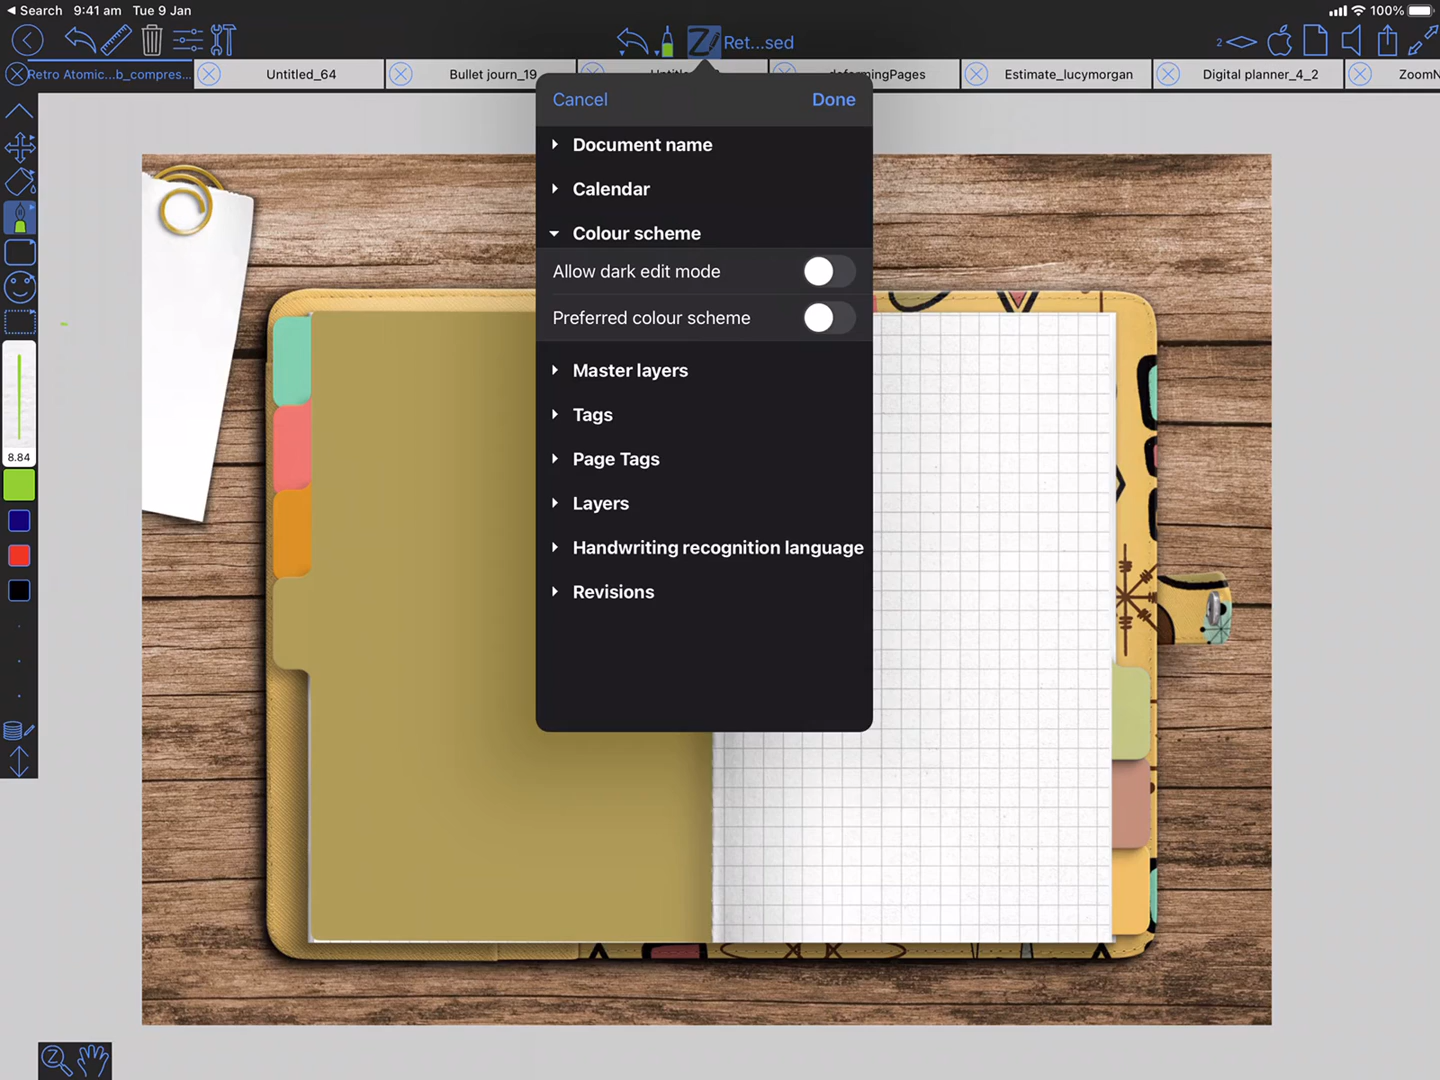 Search 9:41 am Tue 9 Jan 100%
Ret...sed
2
Retro Atomic...b_compres... Untitled_64 Bullet journ_19 Estimate_lucymorgan Digital planner_4_2 ZoomN
Cancel Done
Document name
Calendar
Colour scheme
Allow dark edit mode
Preferred colour scheme
Master layers
Tags
Page Tags
Layers
Handwriting recognition language
Revisions
8.84